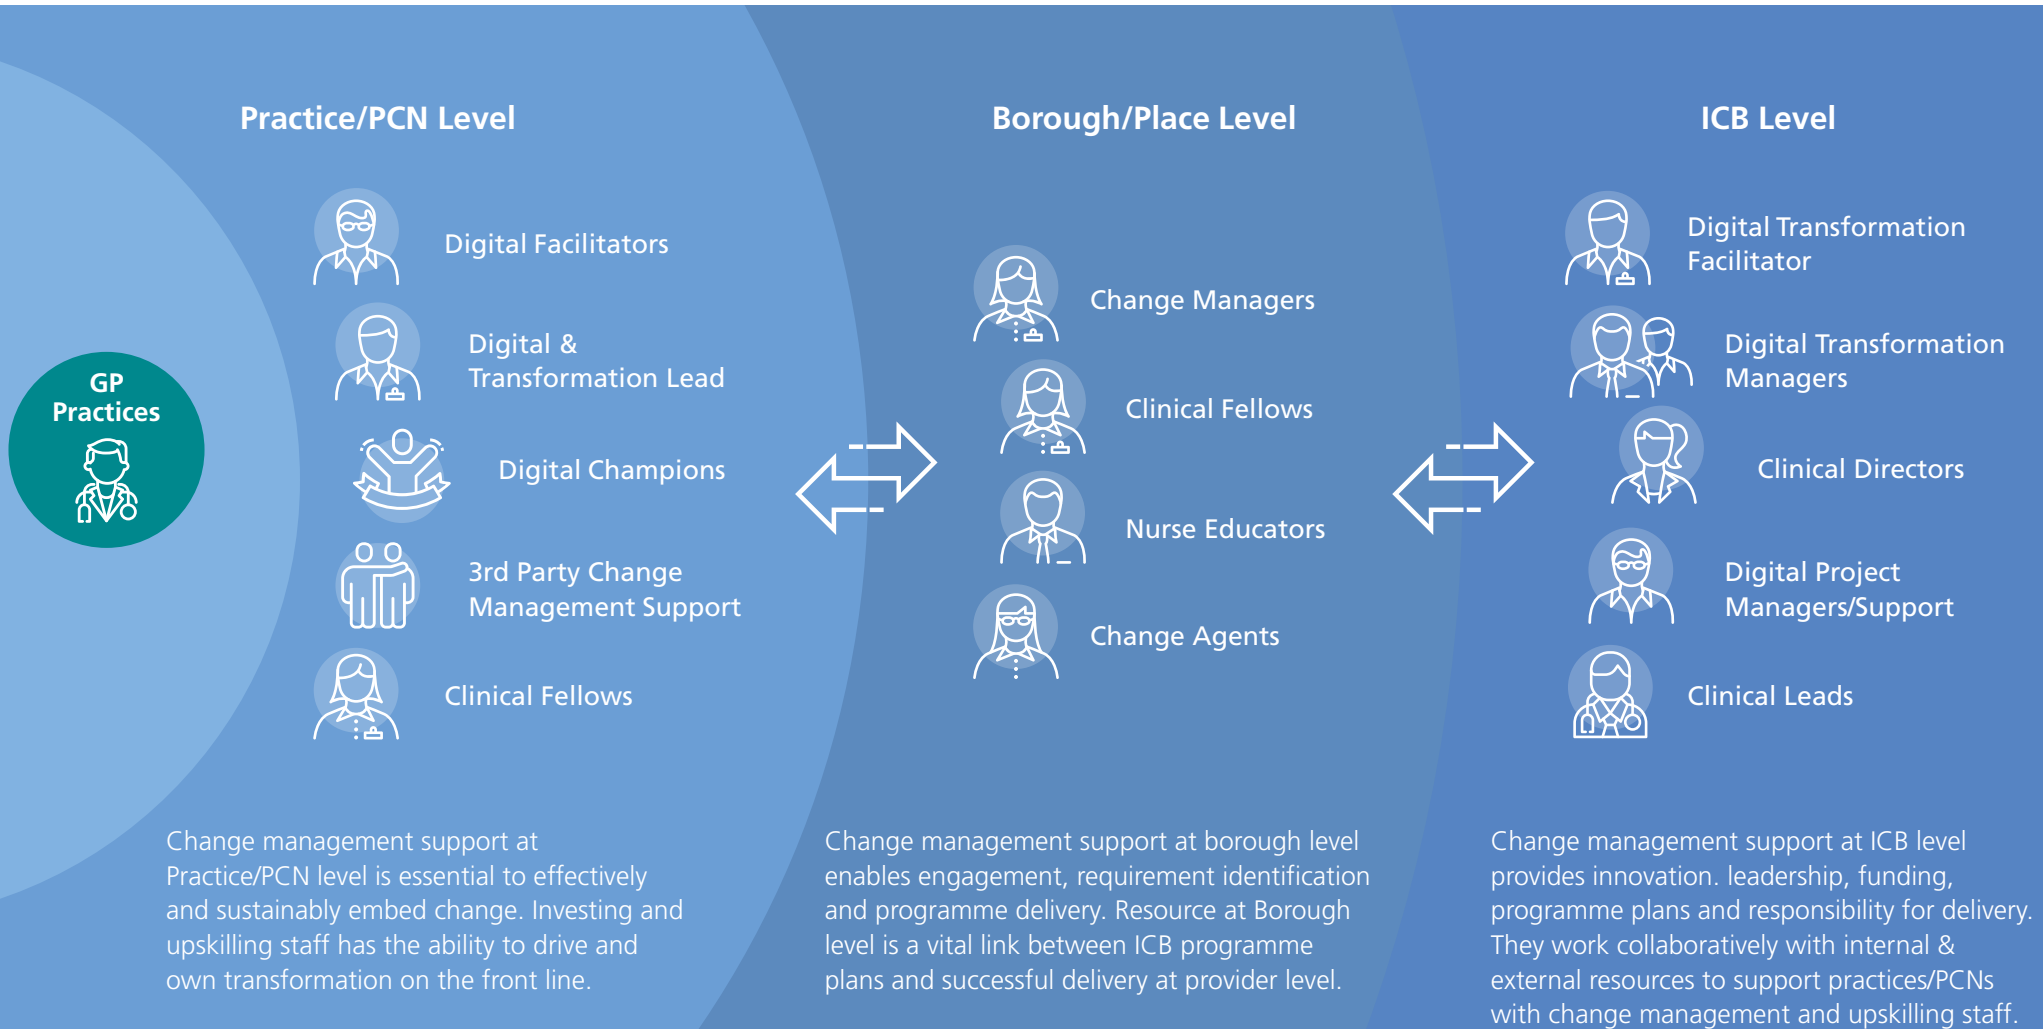 GP
Practices
Practice/PCN Level
Digital Facilitators
Digital &
Transformation Lead
Digital Champions
3rd Party Change
Management Support
Clinical Fellows
Change management support at
Practice/PCN level is essential to effectively
and sustainably embed change. Investing and
upskilling staff has the ability to drive and
own transformation on the front line.
Borough/Place Level
Change Managers
Clinical Fellows
Nurse Educators
Change Agents
Change management support at borough level
enables engagement, requirement identification
and programme delivery. Resource at Borough
level is a vital link between ICB programme
plans and successful delivery at provider level.
ICB Level
Digital Transformation
Facilitator
Digital Transformation
Managers
Clinical Directors
Digital Project
Managers/Support
Clinical Leads
Change management support at ICB level
provides innovation. leadership, funding,
programme plans and responsibility for delivery.
They work collaboratively with internal &
external resources to support practices/PCNs
with change management and upskilling staff.